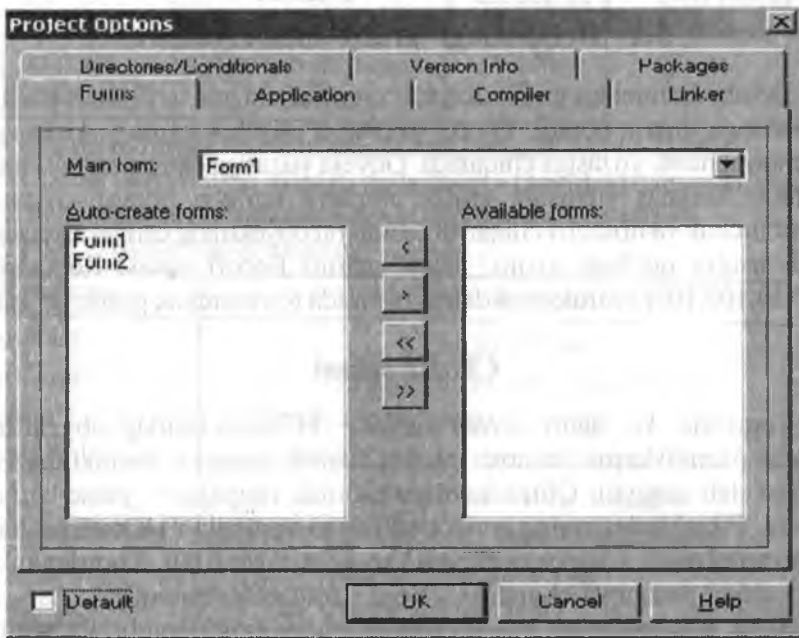 Project Options
Directories/Conditionals Version Info Packages
Forms Application Compiler Linker
Main form: Form1
Auto-create forms: Available forms:
Form1
Form2
<
>
<<
>>
Default OK Cancel Help